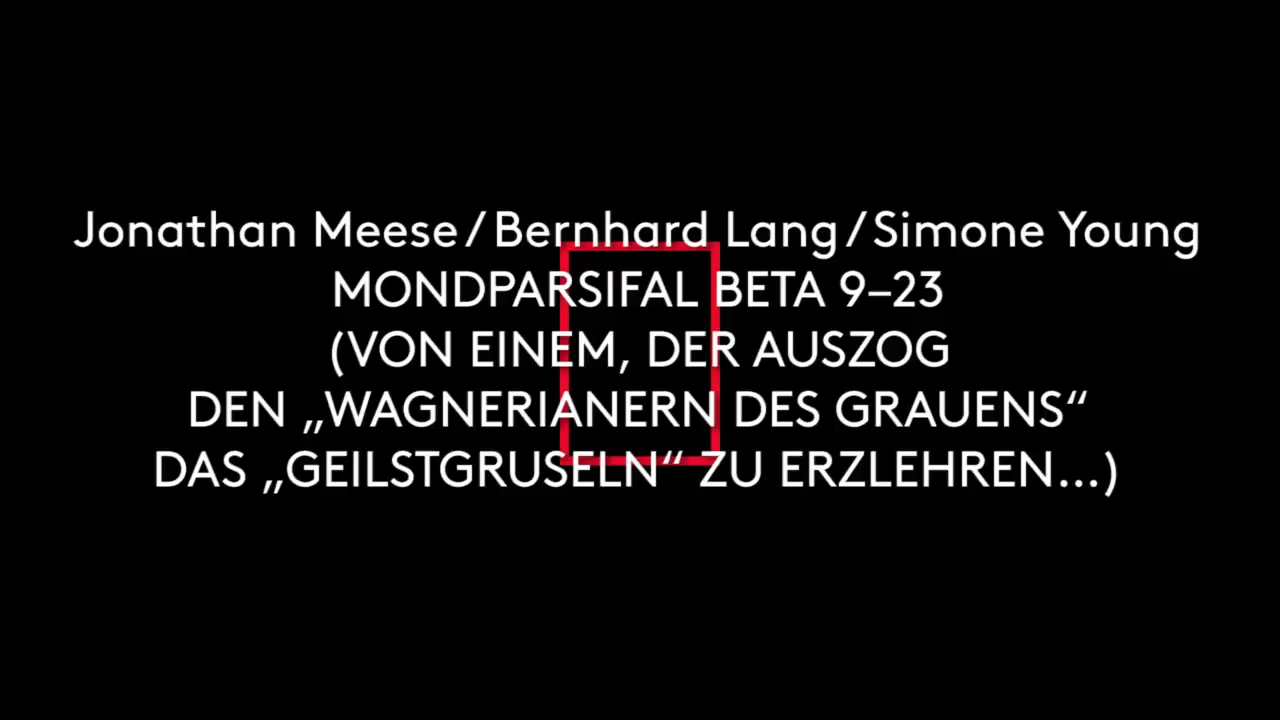 Jonathan Meese / Bernhard Lang / Simone Young
MONDPARSIFAL BETA 9–23
(VON EINEM, DER AUSZOG
DEN „WAGNERIANERN DES GRAUENS“
DAS „GEILSTGRUSELN“ ZU ERZLEHREN...)